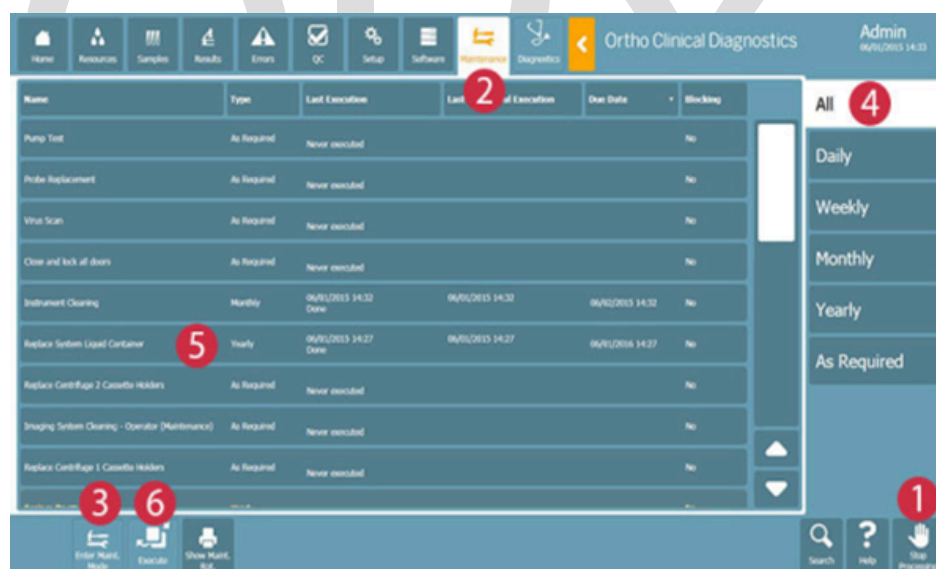 Home Resources Samples Results Errors QC Setup Software Maintenance Diagnostics Ortho Clinical Diagnostics Admin
06/01/2015 14:33
2
Name Type Last Execution Last Execution Due Date Blocking
Pump Test As Required Never executed No
Probe Replacement As Required Never executed No
Virus Scan As Required Never executed No
Close and lock all doors As Required Never executed No
Instrument Cleaning Monthly 06/01/2015 14:32 06/01/2015 14:32 06/02/2015 14:32 No
Done
Replace System Liquid Container 5 Yearly 06/01/2015 14:27 06/01/2015 14:27 06/01/2016 14:27 No
Done
Replace Centrifuge 2 Cassette Holders As Required Never executed No
Imaging System Cleaning - Operator (Maintenance) As Required Never executed No
Replace Centrifuge 1 Cassette Holders As Required Never executed No
All 4
Daily
Weekly
Monthly
Yearly
As Required
3 6 1
Enter Maint.
Mode
Execute
Show Maint.
Search
Help
Stop
Processing